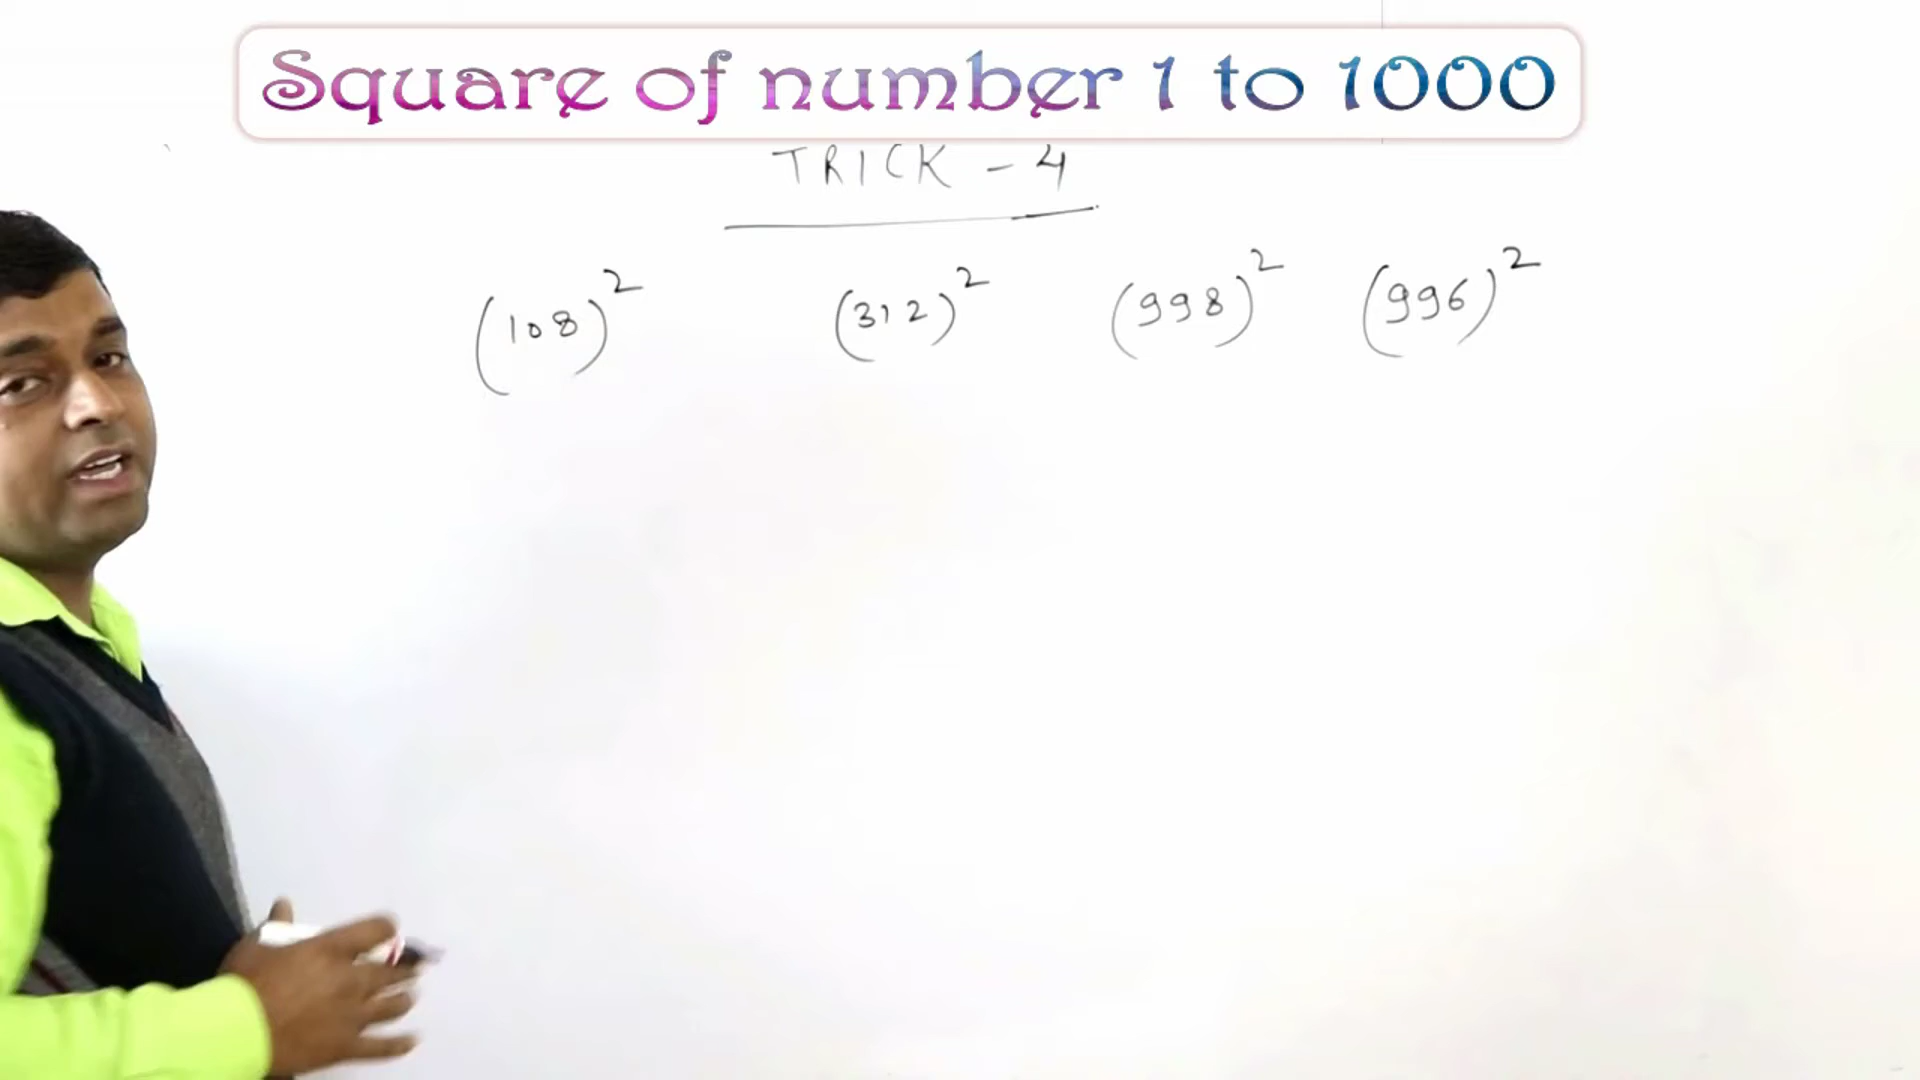 Square of number 1 to 1000
TRICK - 4
(108)² (312)² (998)² (996)²